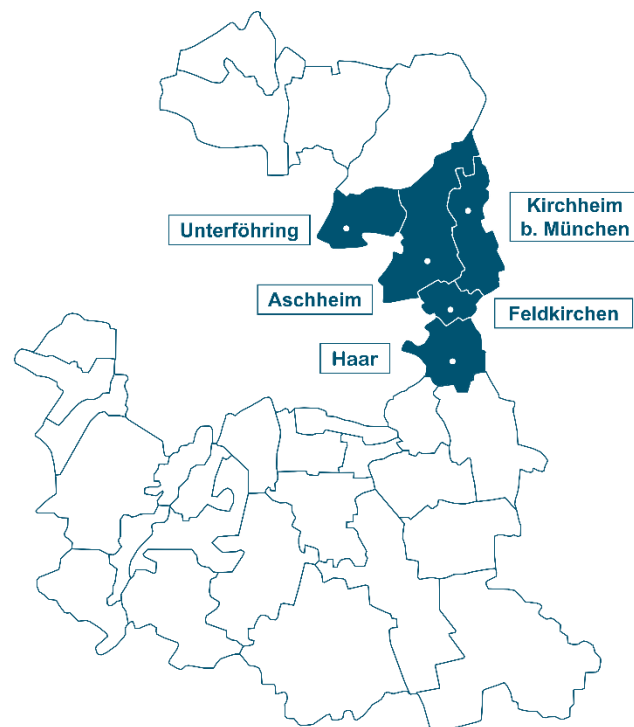 Unterföhring
Kirchheim
b. München
Aschheim
Feldkirchen
Haar